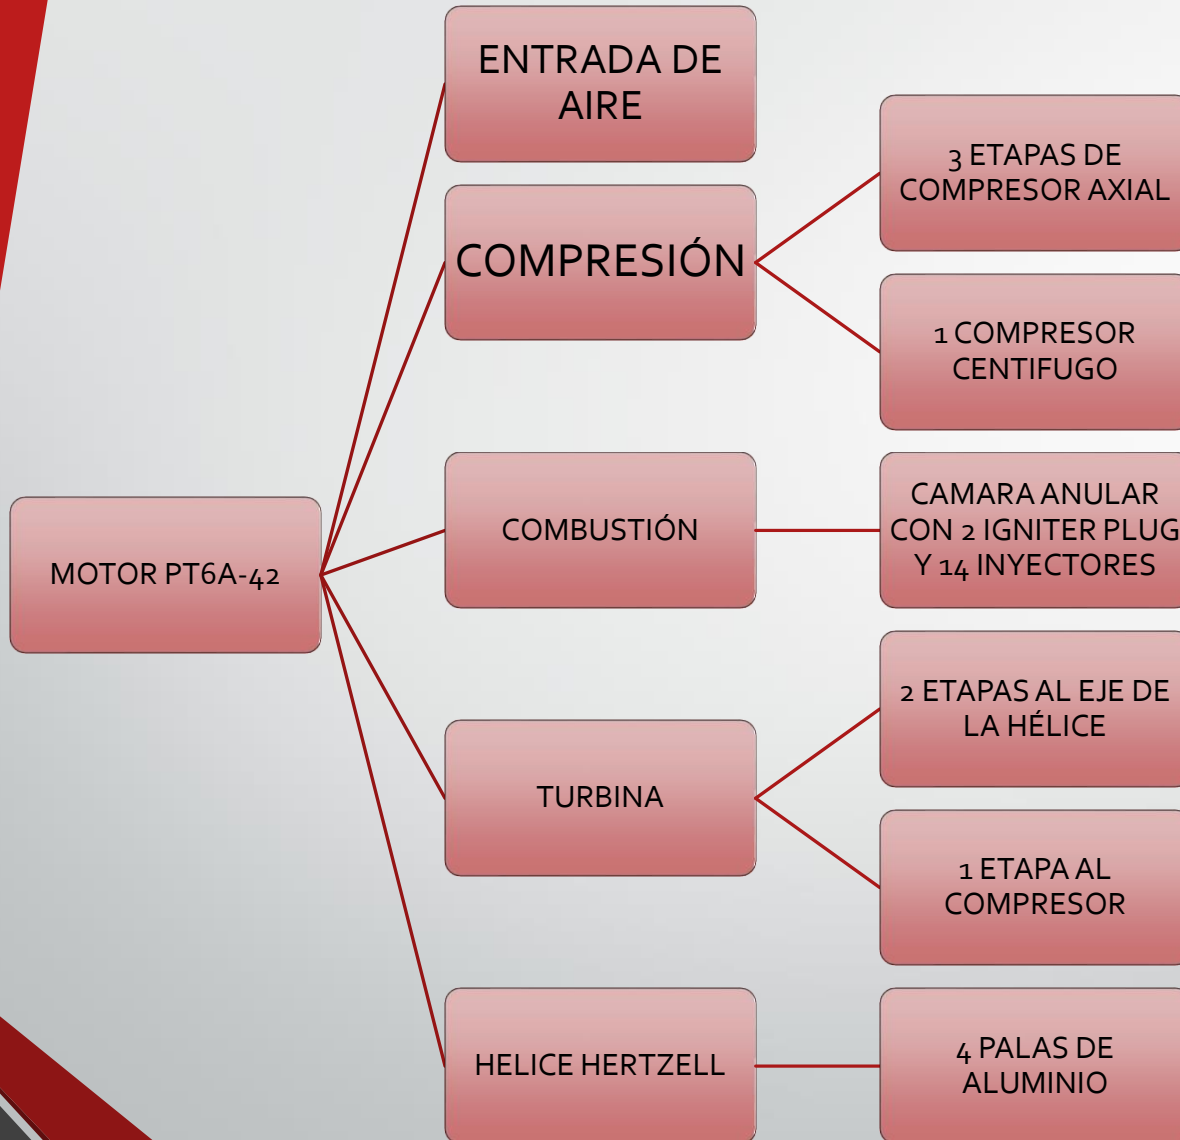 MOTOR PT6A-42
ENTRADA DE
AIRE
COMPRESIÓN
3 ETAPAS DE
COMPRESOR AXIAL
1 COMPRESOR
CENTIFUGO
COMBUSTIÓN
CAMARA ANULAR
CON 2 IGNITER PLUG
Y 14 INYECTORES
TURBINA
2 ETAPAS AL EJE DE
LA HÉLICE
1 ETAPA AL
COMPRESOR
HELICE HERTZELL
4 PALAS DE
ALUMINIO